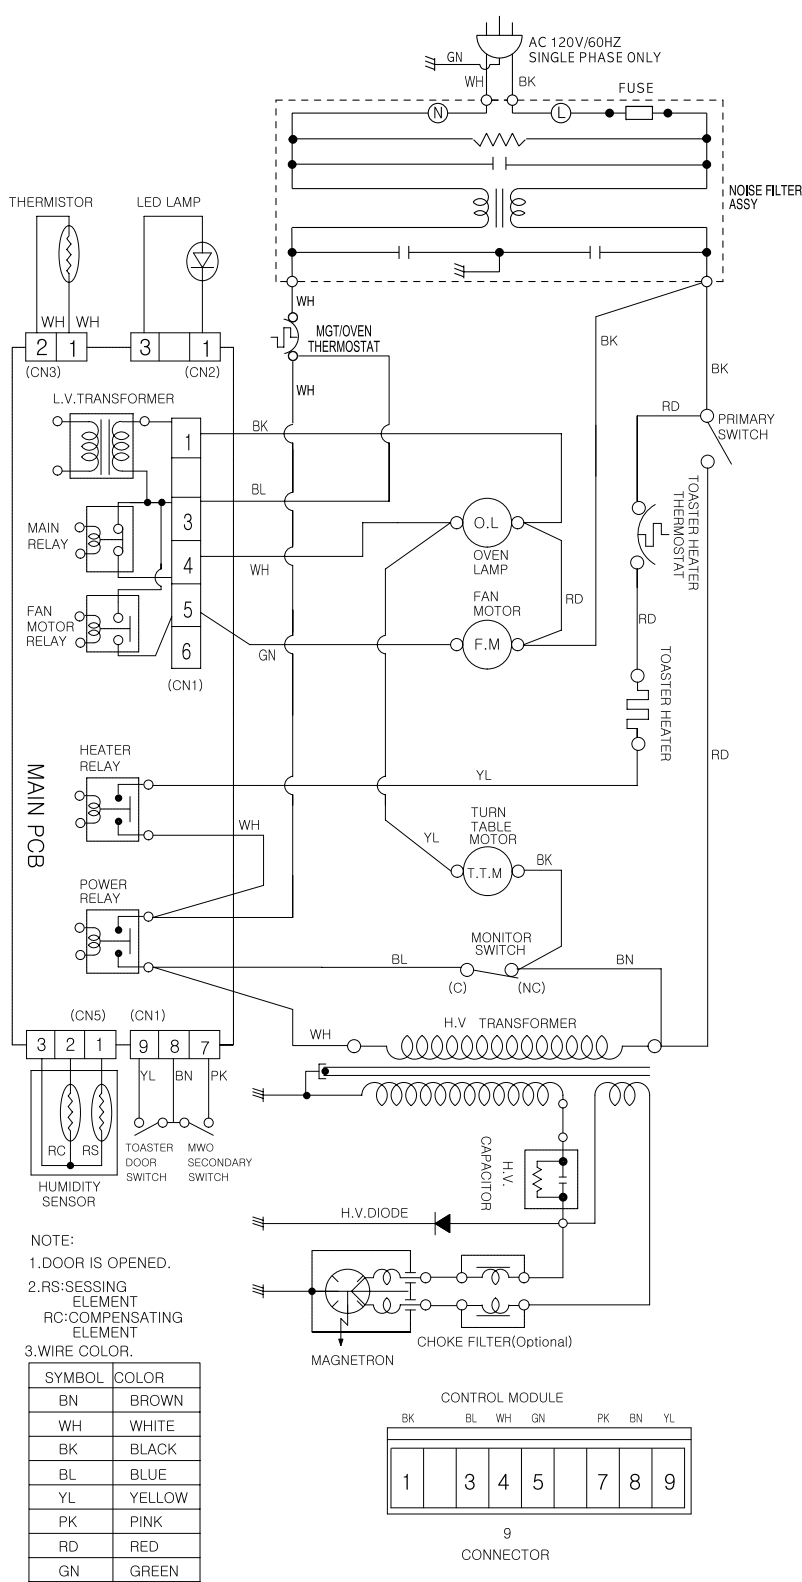 AC 120V/60HZ
SINGLE PHASE ONLY
GN
WH
BK
FUSE
N
L
NOISE FILTER
ASSY
THERMISTOR
LED LAMP
WH
WH
2
1
3
1
(CN3)
(CN2)
WH
MGT/OVEN
THERMOSTAT
WH
BK
BK
L.V.TRANSFORMER
1
3
4
5
6
(CN1)
BK
BL
WH
GN
RD
PRIMARY
SWITCH
TOASTER HEATER
THERMOSTAT
MAIN
RELAY
O.L
OVEN
LAMP
FAN
MOTOR
RELAY
FAN
MOTOR
F.M
RD
RD
TOASTER HEATER
RD
MAIN PCB
HEATER
RELAY
YL
WH
TURN
TABLE
MOTOR
YL
T.T.M
BK
POWER
RELAY
MONITOR
SWITCH
BL
(C)
(NC)
BN
(CN5)
(CN1)
WH
H.V TRANSFORMER
3
2
1
9
8
7
YL
BN
PK
RC
RS
TOASTER
DOOR
SWITCH
MWO
SECONDARY
SWITCH
HUMIDITY
SENSOR
H.V.
CAPACITOR
H.V.DIODE
NOTE:
1.DOOR IS OPENED.
2.RS:SESSING
ELEMENT
RC:COMPENSATING
ELEMENT
3.WIRE COLOR.
MAGNETRON
CHOKE FILTER(Optional)
SYMBOL COLOR
BN BROWN
WH WHITE
BK BLACK
BL BLUE
YL YELLOW
PK PINK
RD RED
GN GREEN
CONTROL MODULE
BK BL WH GN PK BN YL
1 3 4 5 7 8 9
9
CONNECTOR